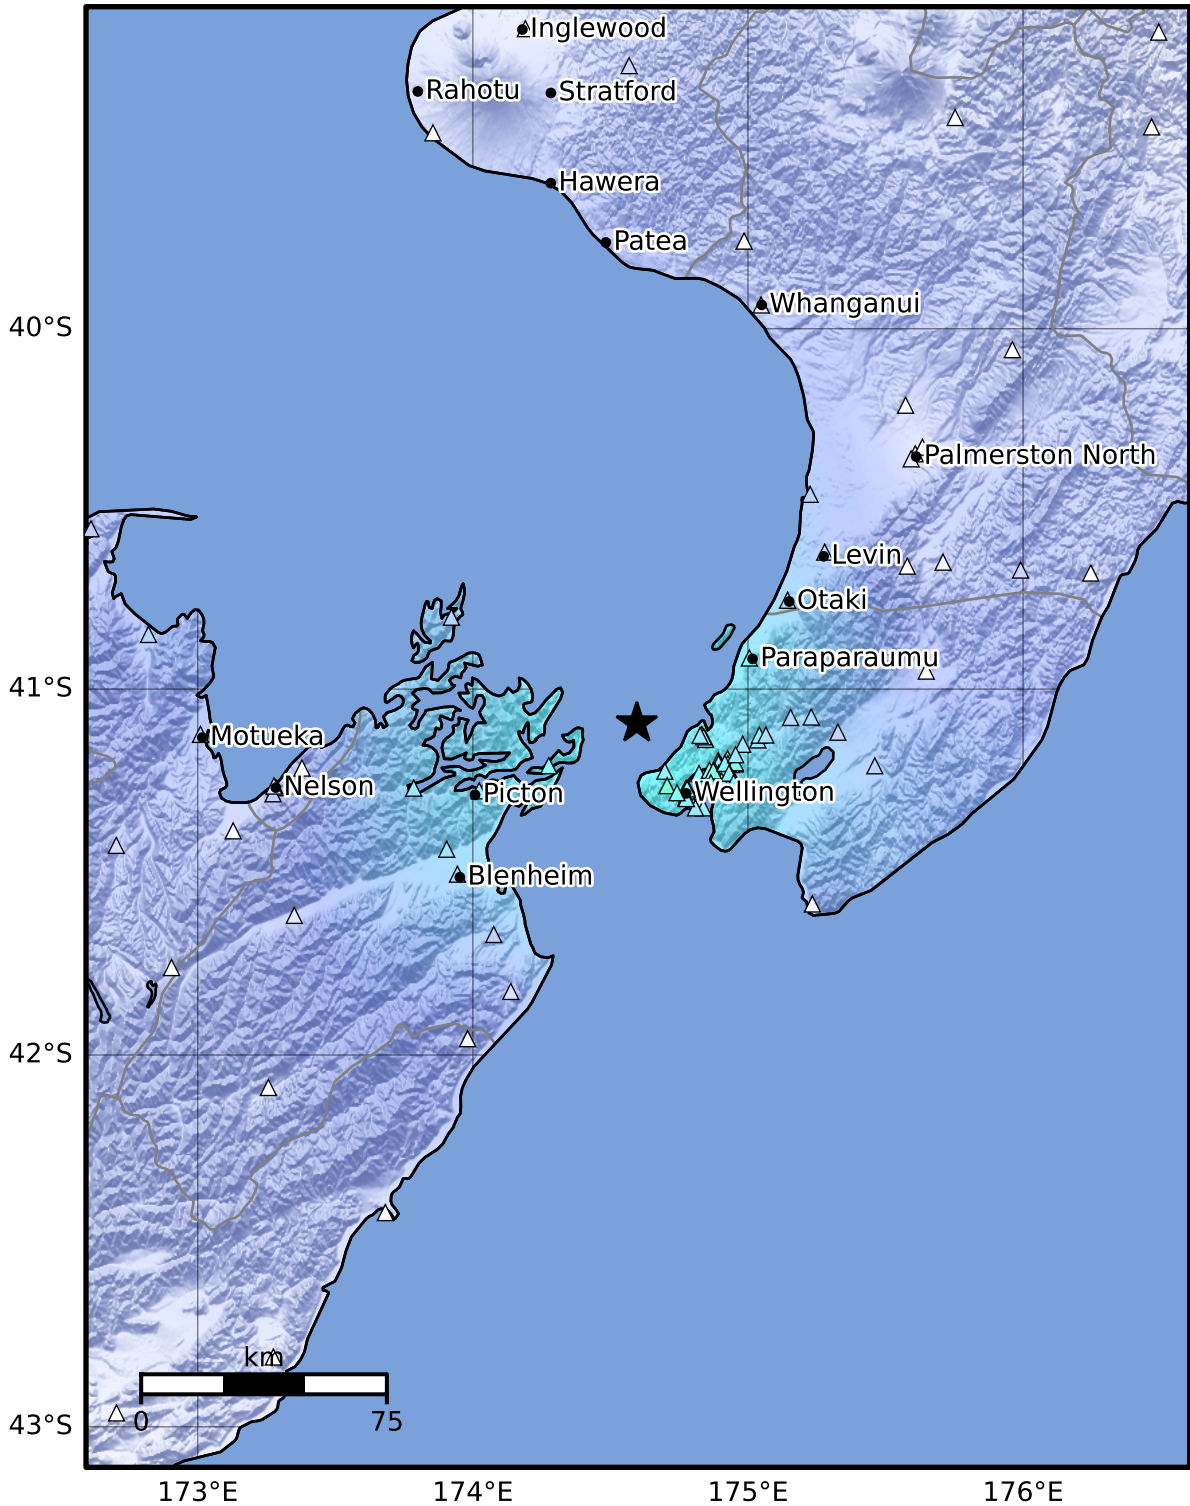 Inglewood
Rahotu
Stratford
Hawera
Patea
Whanganui
40°S
Palmerston North
Levin
Otaki
Paraparaumu
41°S
Motueka
Nelson
Picton
Wellington
Blenheim
42°S
km
0
75
43°S
173°E
174°E
175°E
176°E